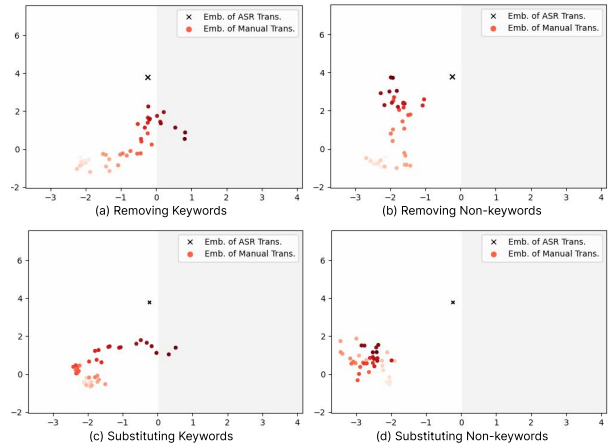 6
4
2
0
−2
× Emb. of ASR Trans.
Emb. of Manual Trans.
−3 −2 −1 0 1 2 3 4
(a) Removing Keywords
6
4
2
0
−2
× Emb. of ASR Trans.
Emb. of Manual Trans.
−3 −2 −1 0 1 2 3 4
(b) Removing Non-keywords
6
4
2
0
−2
× Emb. of ASR Trans.
Emb. of Manual Trans.
−3 −2 −1 0 1 2 3 4
(c) Substituting Keywords
6
4
2
0
−2
× Emb. of ASR Trans.
Emb. of Manual Trans.
−3 −2 −1 0 1 2 3 4
(d) Substituting Non-keywords